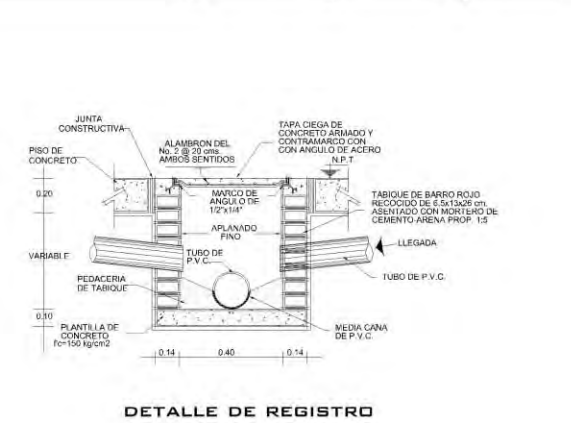 JUNTA
CONSTRUCTIVA
PISO DE
CONCRETO
ALAMBRON DEL
No. 2 @ 20 cms.
AMBOS SENTIDOS
TAPA CIEGA DE
CONCRETO ARMADO Y
CONTRAMARCO CON
CON ANGULO DE ACERO
N.P.T.
0.20
MARCO DE
ANGULO DE
1/2"x1/4"
TABIQUE DE BARRO ROJO
RECOCIDO DE 6.5x13x26 cm.
ASENTADO CON MORTERO DE
CEMENTO-ARENA PROP. 1:5
APLANADO
FINO
LLEGADA
VARIABLE
TUBO DE
P.V.C.
TUBO DE P.V.C.
PEDACERIA
DE TABIQUE
0.10
PLANTILLA DE
CONCRETO
f'c=150 kg/cm2
MEDIA CANA
DE P.V.C.
0.14
0.40
0.14
DETALLE DE REGISTRO